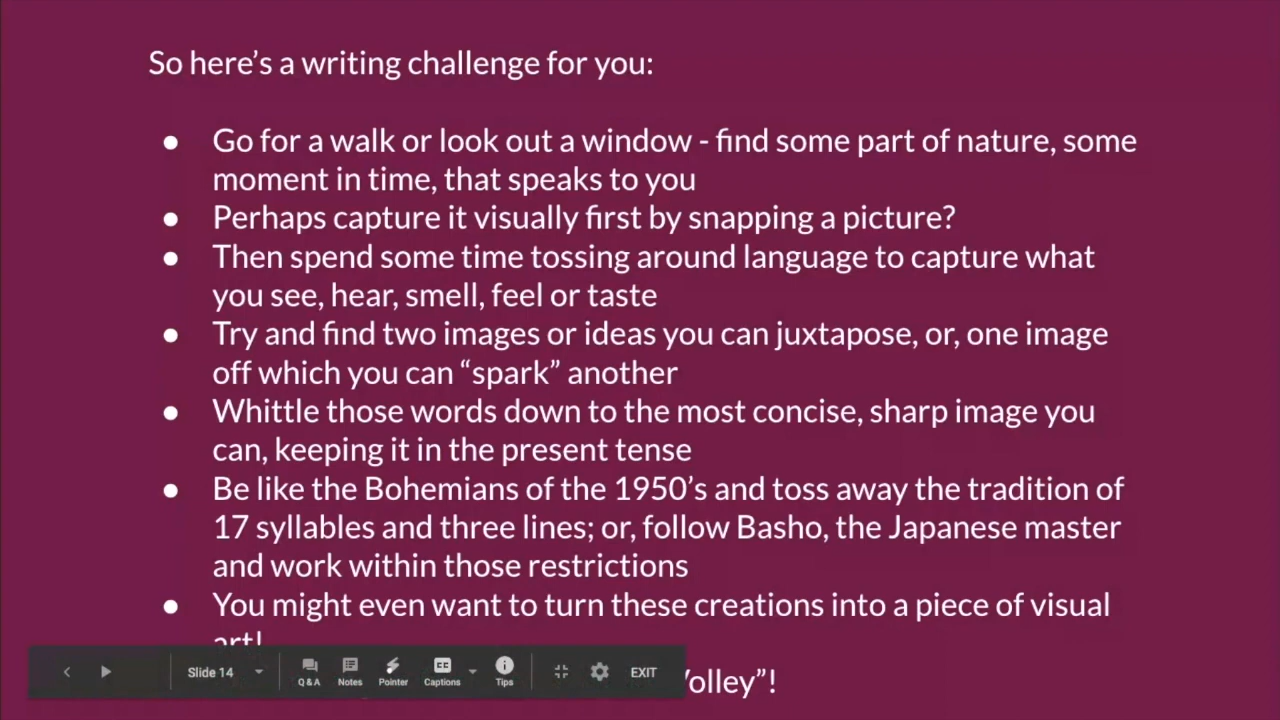 So here's a writing challenge for you:
● Go for a walk or look out a window - find some part of nature, some
moment in time, that speaks to you
● Perhaps capture it visually first by snapping a picture?
● Then spend some time tossing around language to capture what
you see, hear, smell, feel or taste
● Try and find two images or ideas you can juxtapose, or, one image
off which you can “spark” another
● Whittle those words down to the most concise, sharp image you
can, keeping it in the present tense
● Be like the Bohemians of the 1950’s and toss away the tradition of
17 syllables and three lines; or, follow Basho, the Japanese master
and work within those restrictions
● You might even want to turn these creations into a piece of visual
art!
Slide 14 Q&A Notes Pointer Captions Tips EXIT
Volley”!